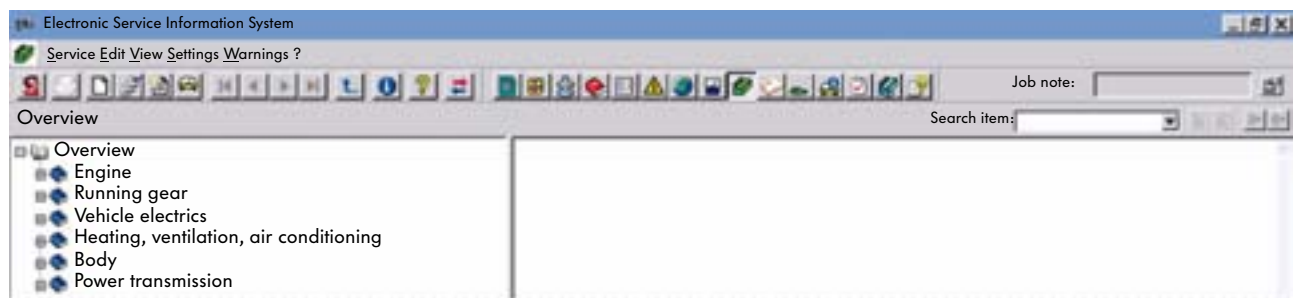 Electronic Service Information System
Service Edit View Settings Warnings ?
Job note:
Overview
Search item:
Overview
Engine
Running gear
Vehicle electrics
Heating, ventilation, air conditioning
Body
Power transmission